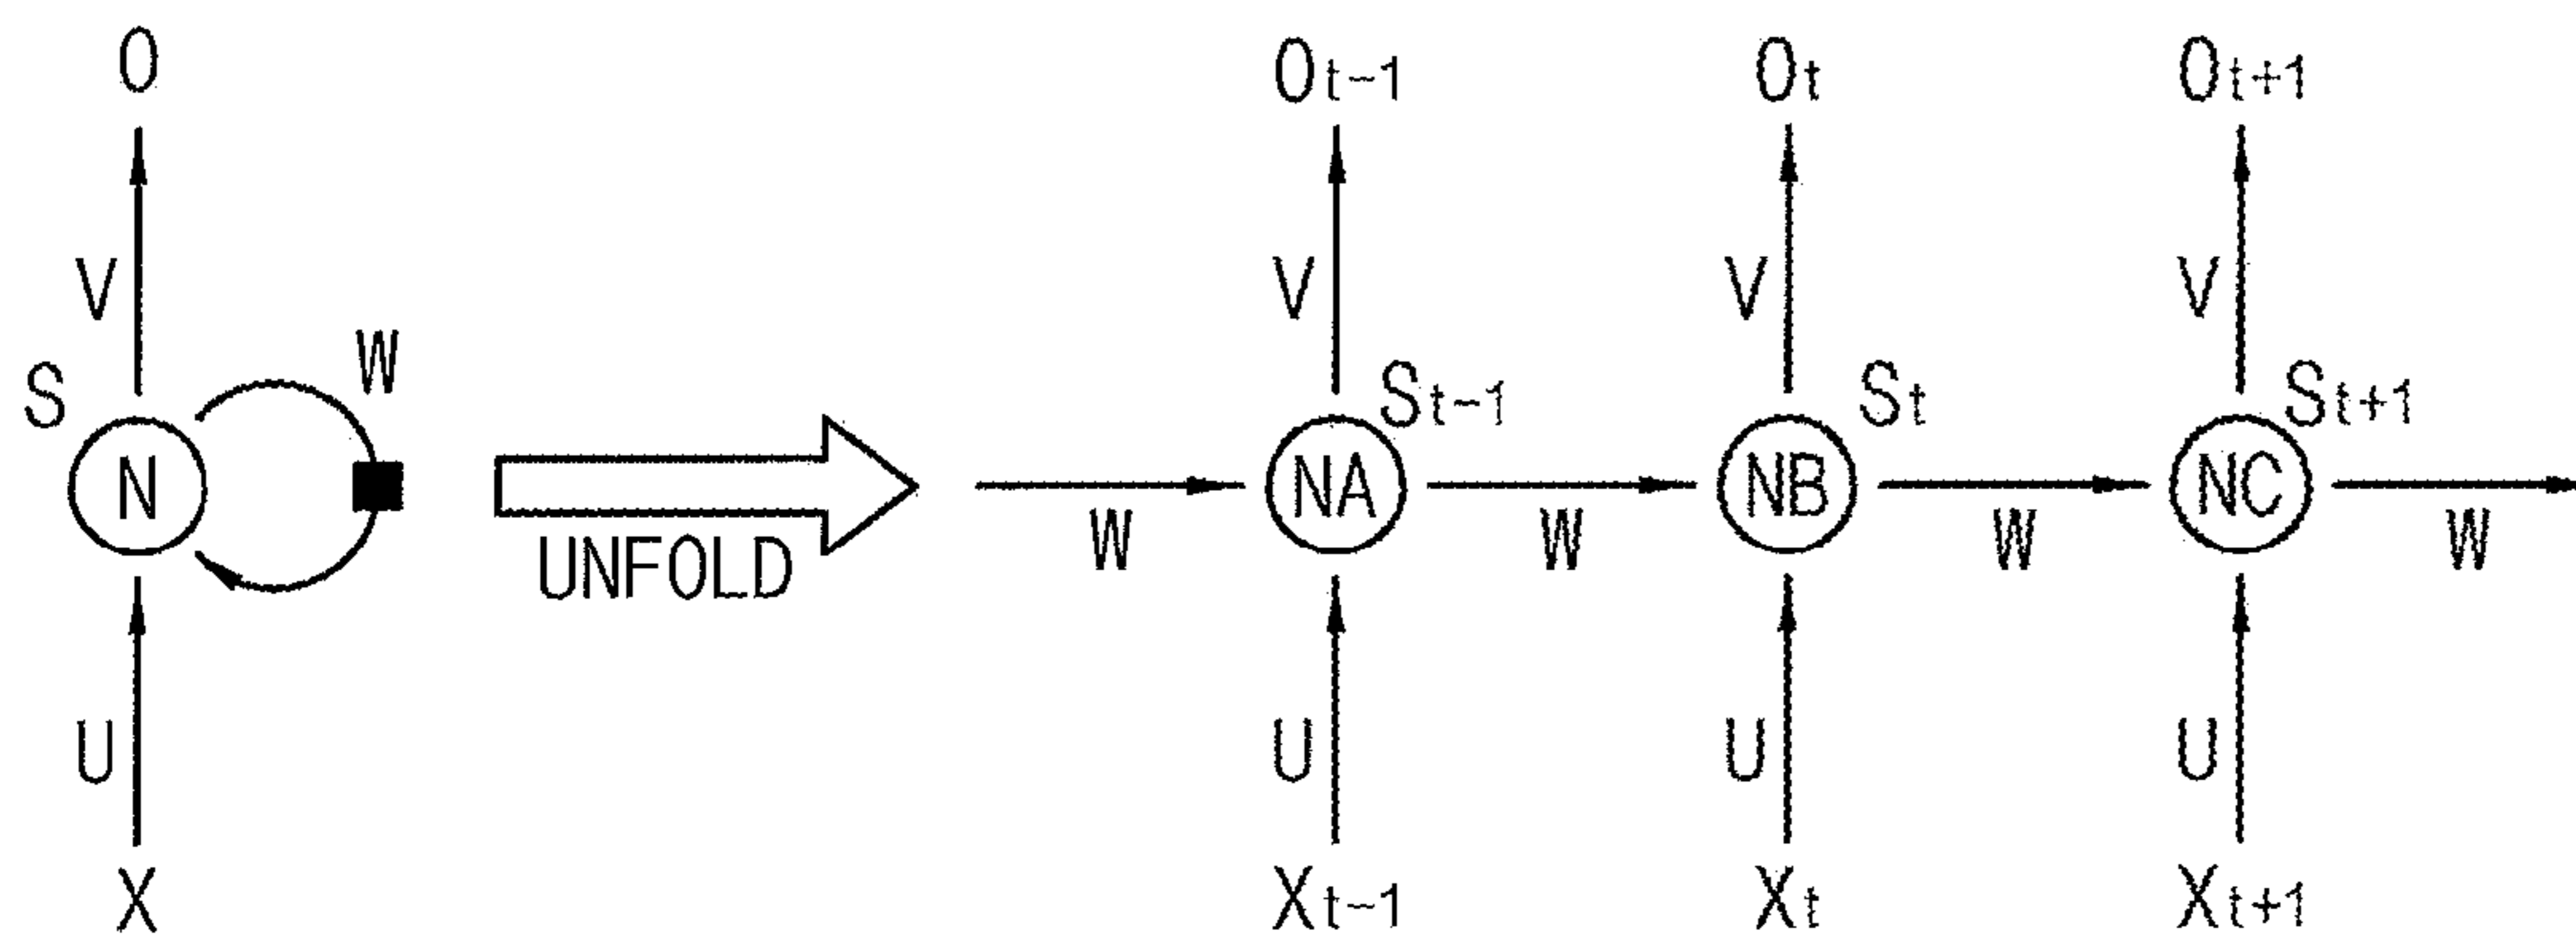 O Ot-1 Ot Ot+1
V V V V
W
S St-1 St St+1
N NA NB NC
W W W W
UNFOLD
U U U U
X Xt-1 Xt Xt+1